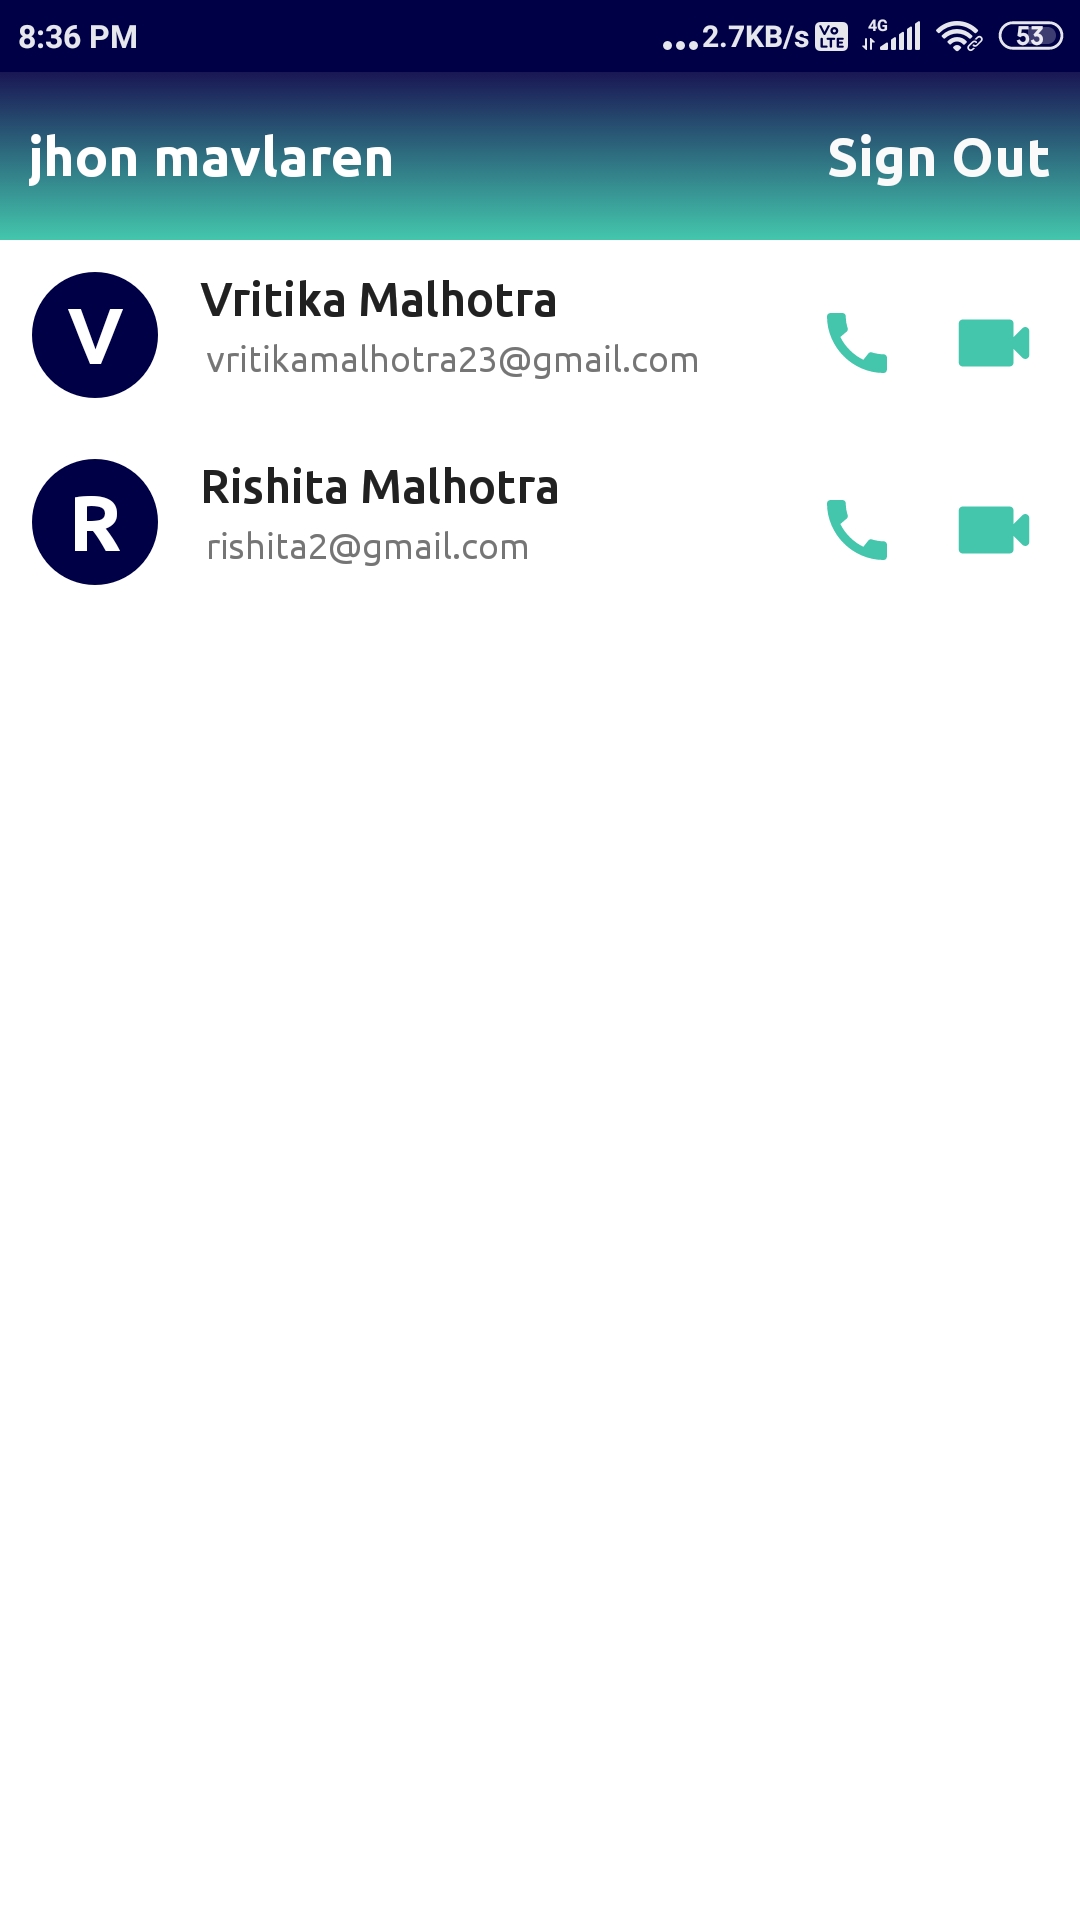 8:36 PM ...2.7KB/s Vo LTE 4G 53
jhon mavlaren Sign Out
V Vritika Malhotra
vritikamalhotra23@gmail.com
R Rishita Malhotra
rishita2@gmail.com